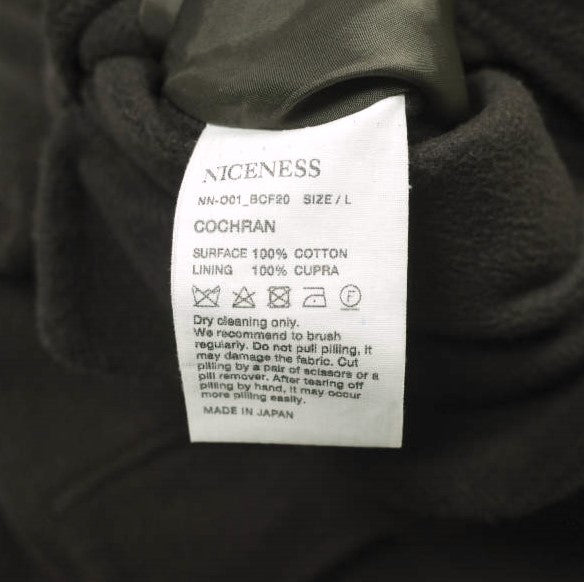 NICENESS
NN-O01_BCF20 SIZE / L
COCHRAN
SURFACE 100% COTTON
LINING 100% CUPRA
F
Dry cleaning only.
We recommend to brush
regularly. Do not pull pilling, it
may damage the fabric. Cut
pilling by a pair of scissors or a
pill remover. After tearing off
pilling by hand, it may occur
more pilling easily.
MADE IN JAPAN